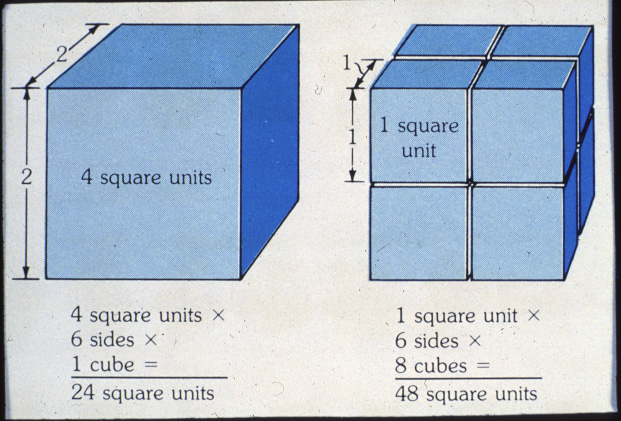 2
2
4 square units
4 square units ×
6 sides ×
1 cube =
24 square units
1
1
1 square
unit
1 square unit ×
6 sides ×
8 cubes =
48 square units